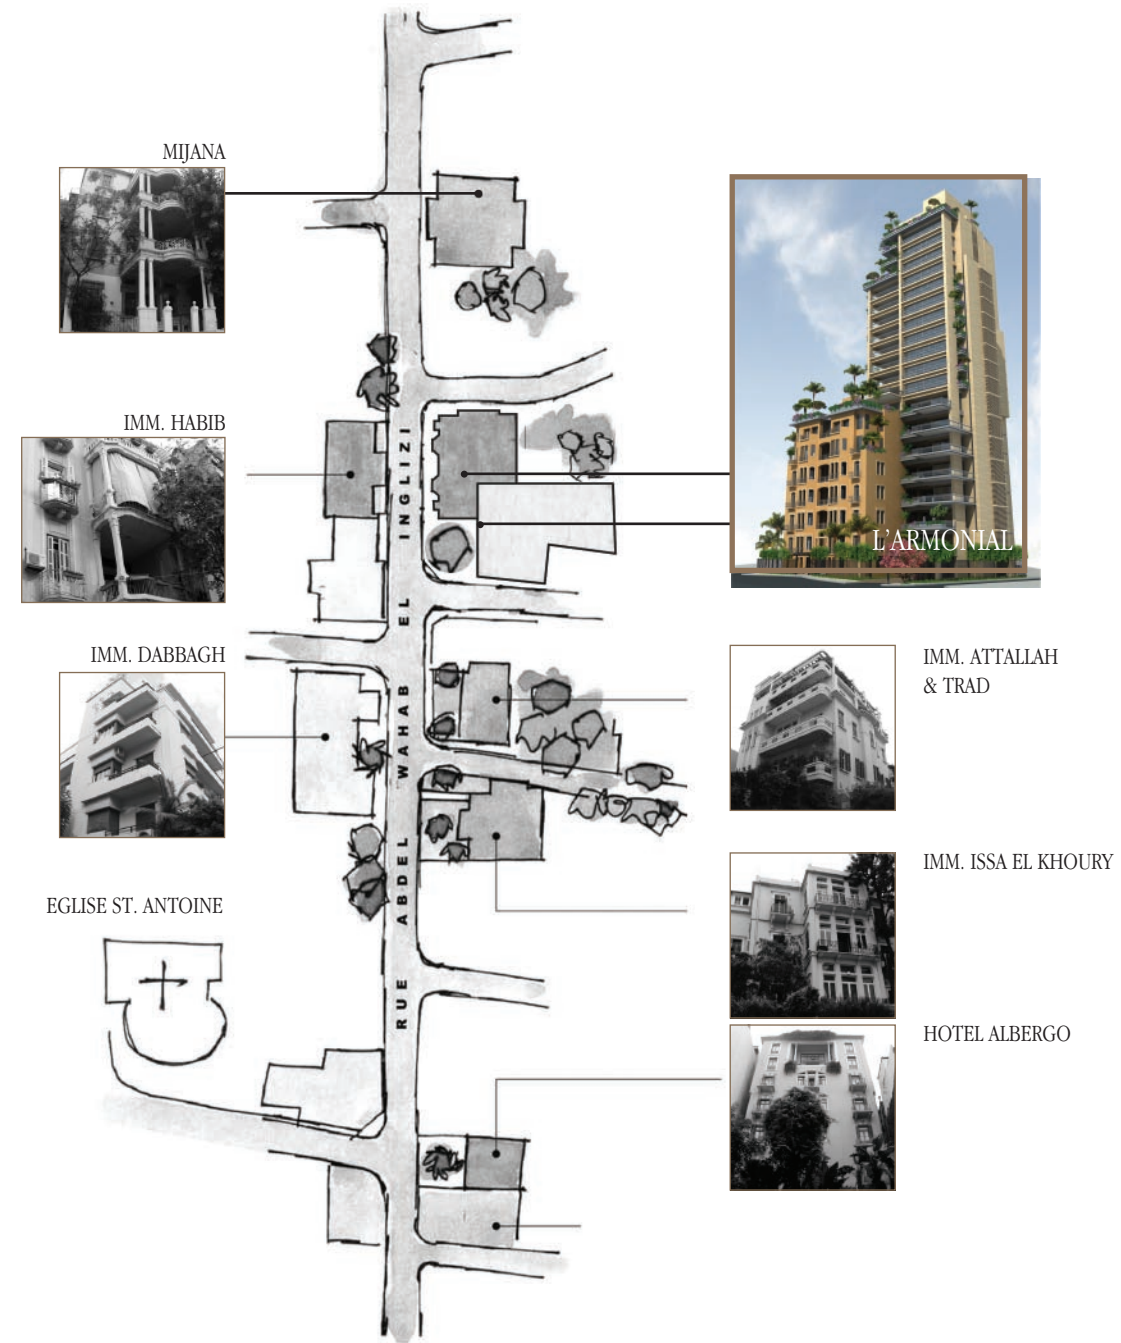 MIJANA
IMM. HABIB
IMM. DABBAGH
EGLISE ST. ANTOINE
RUE ABDEL WAHAB EL INGLIZI
L'ARMONIAL
IMM. ATTALLAH
& TRAD
IMM. ISSA EL KHOURY
HOTEL ALBERGO